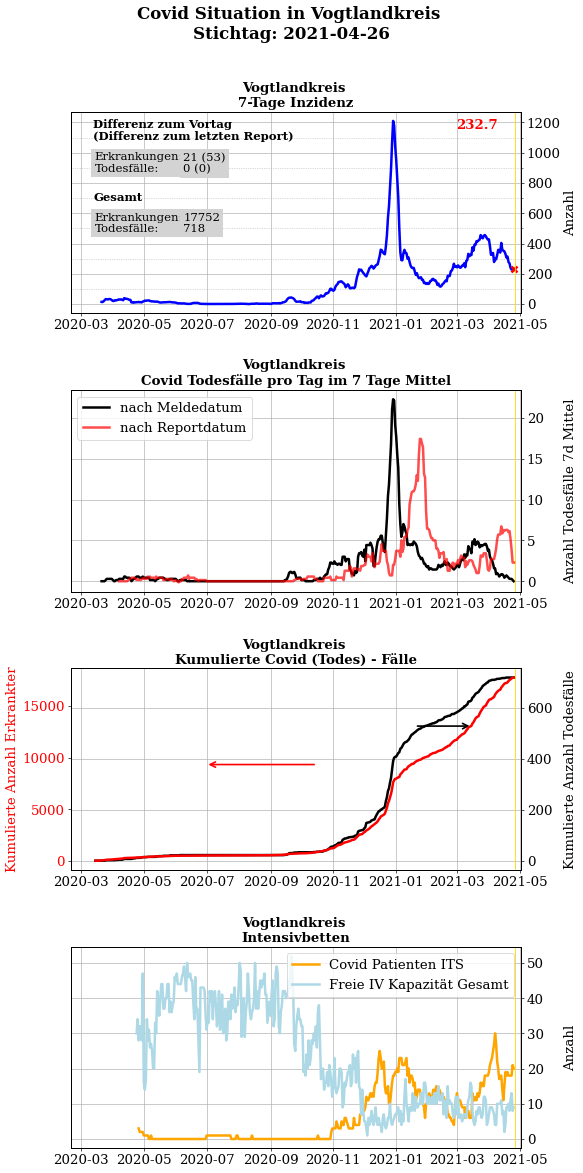 Covid Situation in Vogtlandkreis
Stichtag: 2021-04-26
Vogtlandkreis
7-Tage Inzidenz
Differenz zum Vortag
(Differenz zum letzten Report)
Erkrankungen 21 (53)
Todesfälle: 0 (0)
Gesamt
Erkrankungen 17752
Todesfälle: 718
232.7
1200
1000
800
600
400
200
0
Anzahl
2020-03 2020-05 2020-07 2020-09 2020-11 2021-01 2021-03 2021-05
Vogtlandkreis
Covid Todesfälle pro Tag im 7 Tage Mittel
nach Meldedatum
nach Reportdatum
20
15
10
5
0
Anzahl Todesfälle 7d Mittel
2020-03 2020-05 2020-07 2020-09 2020-11 2021-01 2021-03 2021-05
Vogtlandkreis
Kumulierte Covid (Todes) - Fälle
Kumulierte Anzahl Erkrankter
15000
10000
5000
0
600
400
200
0
Kumulierte Anzahl Todesfälle
2020-03 2020-05 2020-07 2020-09 2020-11 2021-01 2021-03 2021-05
Vogtlandkreis
Intensivbetten
Covid Patienten ITS
Freie IV Kapazität Gesamt
50
40
30
20
10
0
Anzahl
2020-03 2020-05 2020-07 2020-09 2020-11 2021-01 2021-03 2021-05